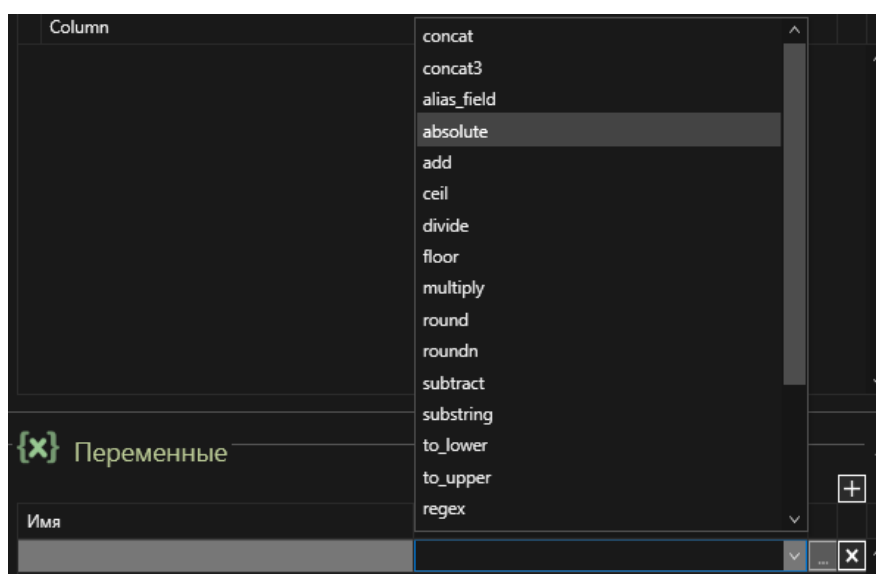 Column
concat
concat3
alias_field
absolute
add
ceil
divide
floor
multiply
round
roundn
subtract
substring
to_lower
to_upper
regex
{x} Переменные
Имя
...